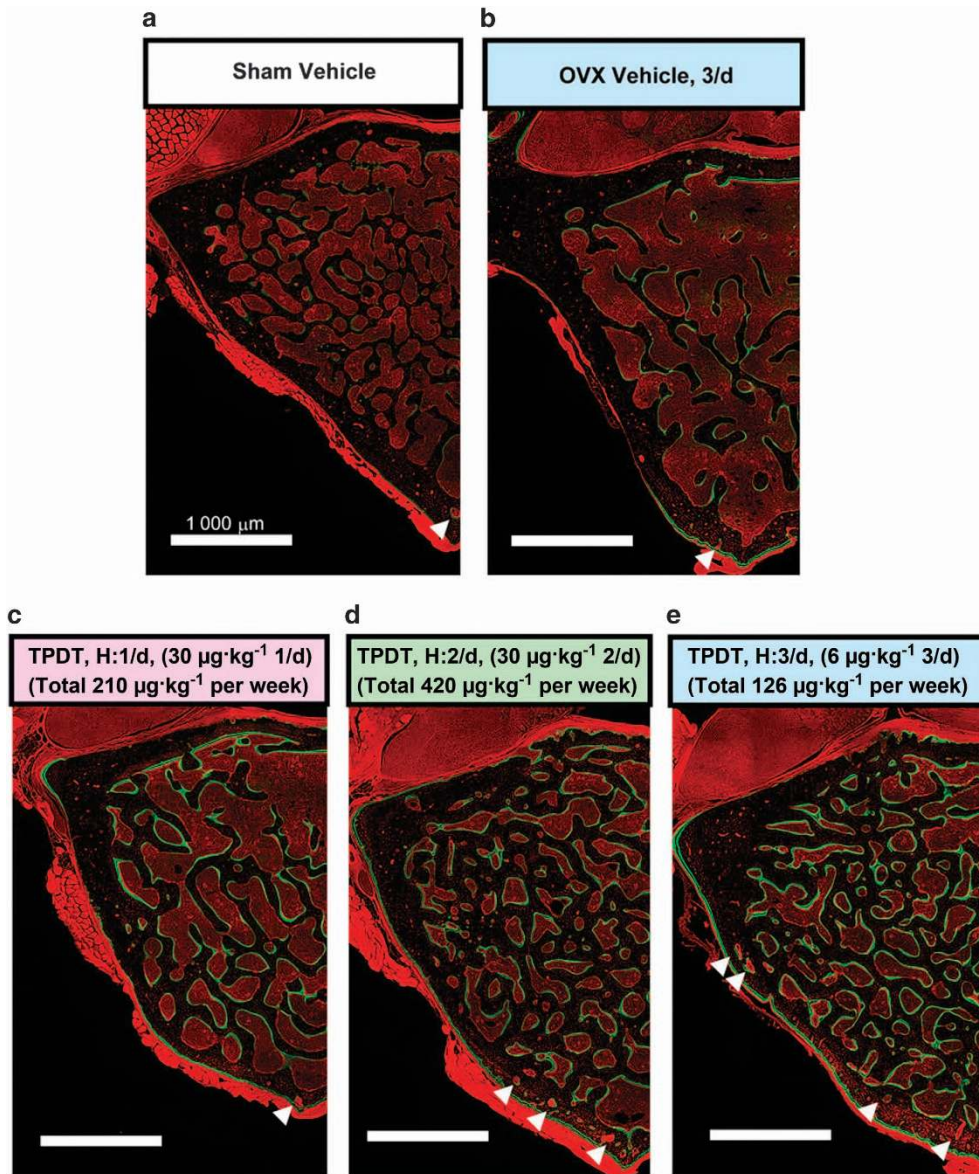 a
Sham Vehicle
b
OVX Vehicle, 3/d
1 000 µm
c
TPDT, H:1/d, (30 µg·kg⁻¹ 1/d)
(Total 210 µg·kg⁻¹ per week)
d
TPDT, H:2/d, (30 µg·kg⁻¹ 2/d)
(Total 420 µg·kg⁻¹ per week)
e
TPDT, H:3/d, (6 µg·kg⁻¹ 3/d)
(Total 126 µg·kg⁻¹ per week)